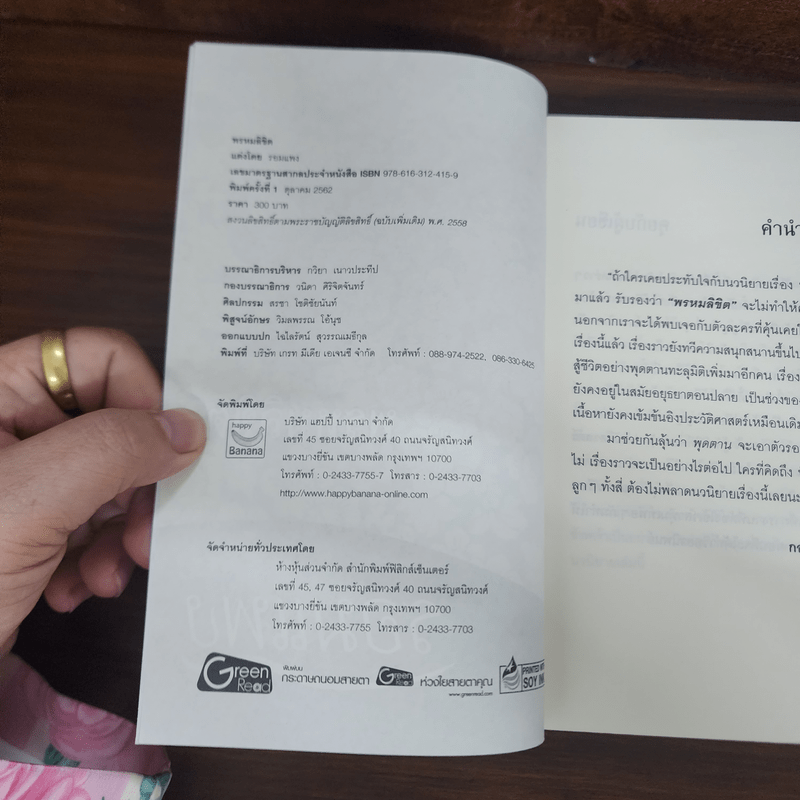 พรหมลิขิต
แต่งโดย รอมแพง
เลขมาตรฐานสากลประจำหนังสือ ISBN 978-616-312-415-9
พิมพ์ครั้งที่ 1 ตุลาคม 2562
ราคา 300 บาท
สงวนลิขสิทธิ์ตามพระราชบัญญัติลิขสิทธิ์ (ฉบับเพิ่มเติม) พ.ศ. 2558
บรรณาธิการบริหาร กวิยา เนาวประทีป
กองบรรณาธิการ วนิดา ศิริจิตจันทร์
ศิลปกรรม สรชา โชติชัยนันท์
พิสูจน์อักษร วิมลพรรณ โอ้นุช
ออกแบบปก ไอไลรัตน์ สุวรรณเมธีกุล
พิมพ์ที่ บริษัท เกรท มีเดีย เอเจนซี จำกัด โทรศัพท์ : 088-974-2522, 086-330-6425
จัดพิมพ์โดย
happy
Banana
บริษัท แฮปปี้ บานานา จำกัด
เลขที่ 45 ซอยจรัญสนิทวงศ์ 40 ถนนจรัญสนิทวงศ์
แขวงบางยี่ขัน เขตบางพลัด กรุงเทพฯ 10700
โทรศัพท์ : 0-2433-7755-7 โทรสาร : 0-2433-7703
http://www.happybanana-online.com
จัดจำหน่ายทั่วประเทศโดย
ห้างหุ้นส่วนจำกัด สำนักพิมพ์ฟิสิกส์เซ็นเตอร์
เลขที่ 45, 47 ซอยจรัญสนิทวงศ์ 40 ถนนจรัญสนิทวงศ์
แขวงบางยี่ขัน เขตบางพลัด กรุงเทพฯ 10700
โทรศัพท์ : 0-2433-7755 โทรสาร : 0-2433-7703
Green Read
พิมพ์บน
กระดาษถนอมสายตา
Green Read
ห่วงใยสายตาคุณ
www.greenread.com
PRINTED WITH
SOY INK
คำนำ
"ถ้าใครเคยประทับใจกับนวนิยายเรื่อง
มาแล้ว รับรองว่า "พรหมลิขิต" จะไม่ทำให้
นอกจากเราจะได้พบเจอกับตัวละครที่คุ้นเคย
เรื่องนี้แล้ว เรื่องราวยังทวีความสนุกสนานขึ้นไป
สู้ชีวิตอย่างพุดตานทะลุมิติเพิ่มมาอีกคน เรื่อง
ยังคงอยู่ในสมัยอยุธยาตอนปลาย เป็นช่วงของ
เนื้อหายังคงเข้มข้นอิงประวัติศาสตร์เหมือนเดิม
มาช่วยกันลุ้นว่า พุดตาน จะเอาตัวรอ
ไม่ เรื่องราวจะเป็นอย่างไรต่อไป ใครที่คิดถึง
ลูกๆ ทั้งสี่ ต้องไม่พลาดนวนิยายเรื่องนี้เลยนะ
กอ